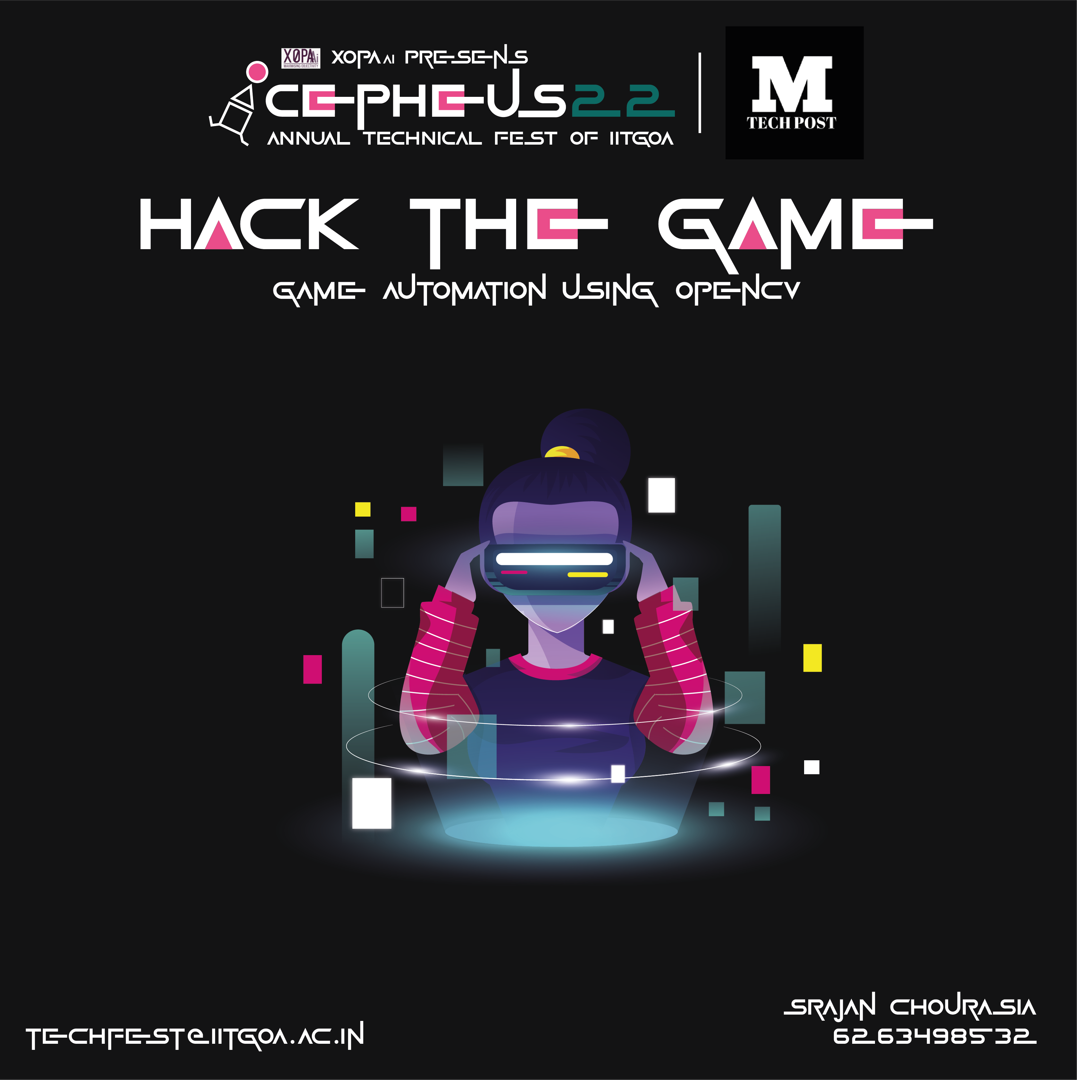 XOPA AI PRESENS
CEPHEUS22
ANNUAL TECHNICAL FEST OF IITGOA
M
TECH POST
HACK THE GAME
GAME AUTOMATION USING OPENCV
SRAJAN CHOURASIA
TECHFEST@IITGOA.AC.IN
6263498532